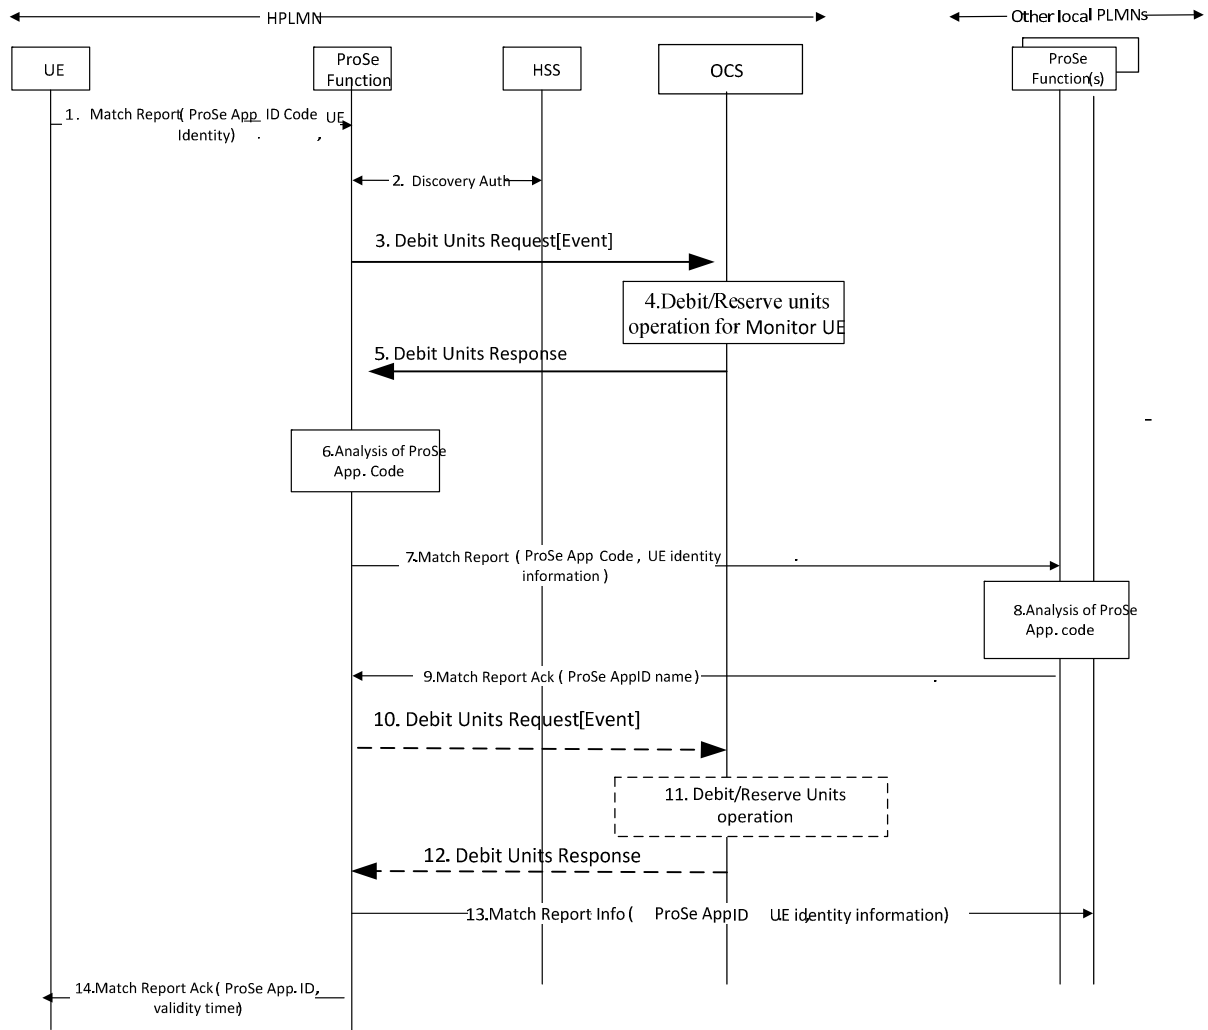 HPLMN
Other local PLMNs
UE
ProSe
Function
HSS
OCS
ProSe
Function(s)
1. Match Report( ProSe App ID Code, UE
Identity)
2. Discovery Auth
3. Debit Units Request[Event]
4.Debit/Reserve units
operation for Monitor UE
5. Debit Units Response
6.Analysis of ProSe
App. Code
7.Match Report ( ProSe App Code , UE identity
information )
8.Analysis of ProSe
App. code
9.Match Report Ack ( ProSe AppID name)
10. Debit Units Request[Event]
11. Debit/Reserve Units
operation
12. Debit Units Response
13.Match Report Info ( ProSe App ID , UE identity information)
14.Match Report Ack ( ProSe App. ID,
validity timer)